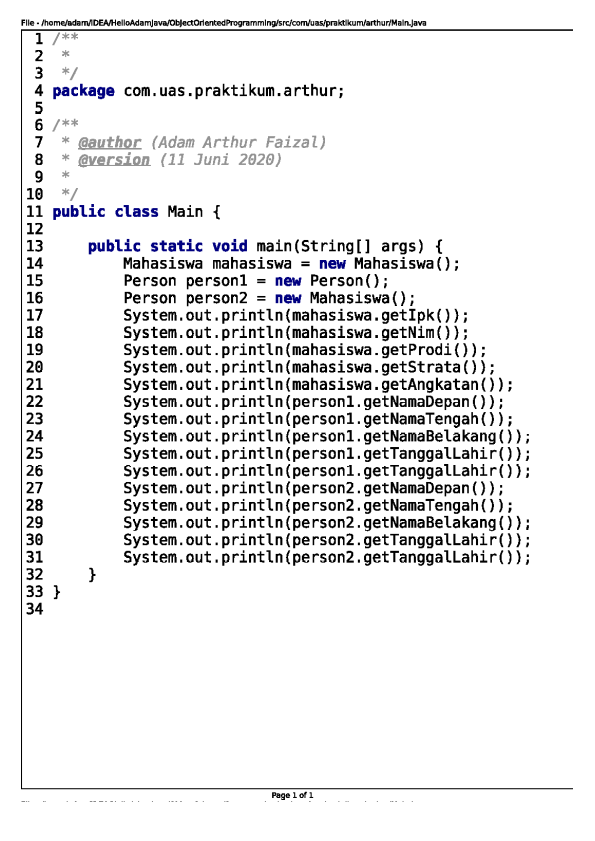 File - /home/adam/IDEA/HelloAdamJava/ObjectOrientedProgramming/src/com/uas/praktikum/arthur/Main.java
1 /**
2  *
3  */
4 package com.uas.praktikum.arthur;
5
6 /**
7  * @author (Adam Arthur Faizal)
8  * @version (11 Juni 2020)
9  *
10  */
11 public class Main {
12
13     public static void main(String[] args) {
14         Mahasiswa mahasiswa = new Mahasiswa();
15         Person person1 = new Person();
16         Person person2 = new Mahasiswa();
17         System.out.println(mahasiswa.getIpk());
18         System.out.println(mahasiswa.getNim());
19         System.out.println(mahasiswa.getProdi());
20         System.out.println(mahasiswa.getStrata());
21         System.out.println(mahasiswa.getAngkatan());
22         System.out.println(person1.getNamaDepan());
23         System.out.println(person1.getNamaTengah());
24         System.out.println(person1.getNamaBelakang());
25         System.out.println(person1.getTanggalLahir());
26         System.out.println(person1.getTanggalLahir());
27         System.out.println(person2.getNamaDepan());
28         System.out.println(person2.getNamaTengah());
29         System.out.println(person2.getNamaBelakang());
30         System.out.println(person2.getTanggalLahir());
31         System.out.println(person2.getTanggalLahir());
32     }
33 }
34
Page 1 of 1